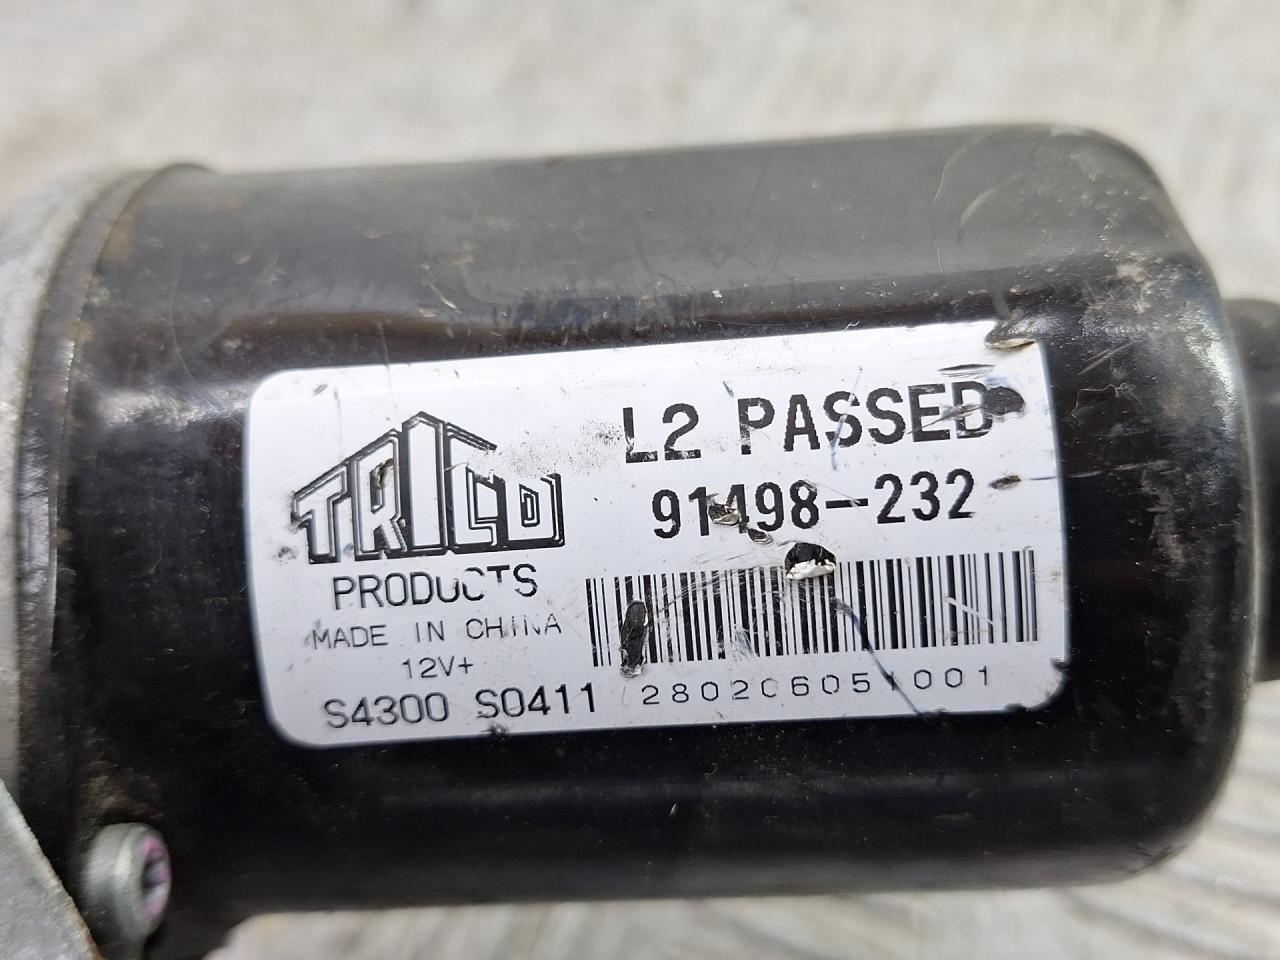 TRICO
PRODUCTS
MADE IN CHINA
12V+
S4300 S0411
L2 PASSED
91498-232
280206051001